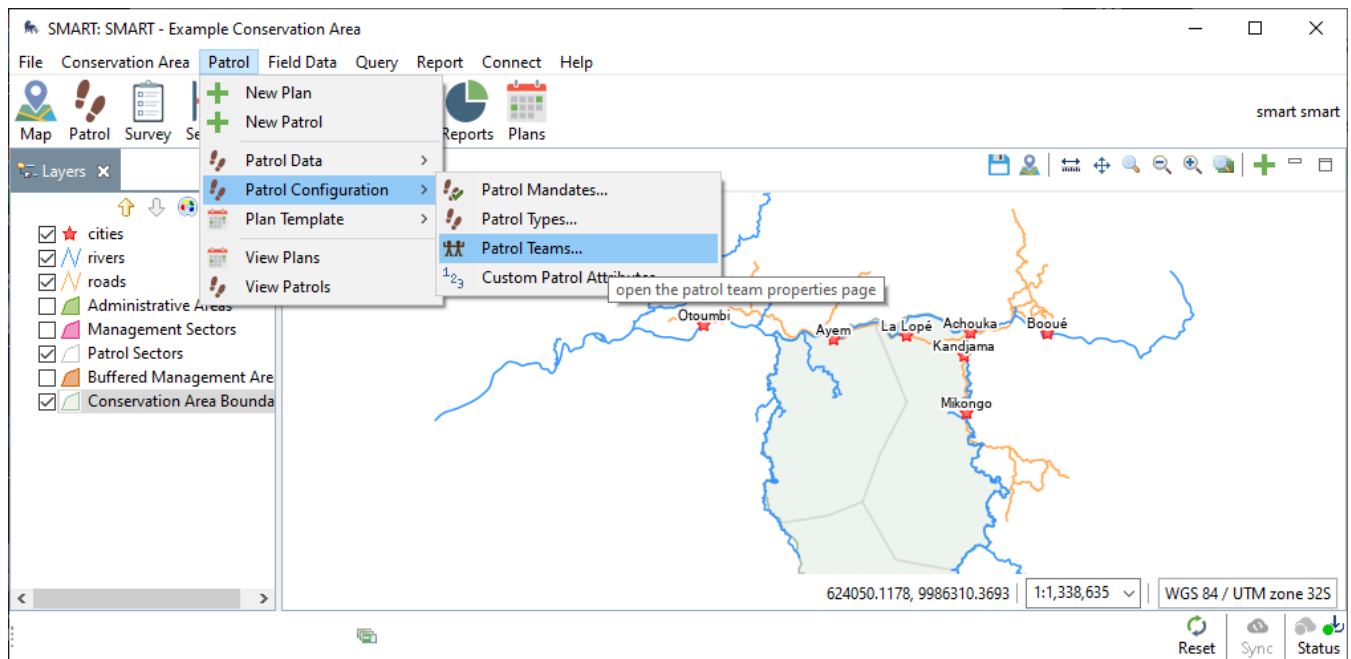 SMART: SMART - Example Conservation Area
File Conservation Area Patrol Field Data Query Report Connect Help
Map Patrol Survey Se Reports Plans
smart smart
New Plan
New Patrol
Patrol Data
Patrol Configuration
Plan Template
View Plans
View Patrols
Patrol Mandates...
Patrol Types...
Patrol Teams...
Custom Patrol Attributes
open the patrol team properties page
Layers
cities
rivers
roads
Administrative Areas
Management Sectors
Patrol Sectors
Buffered Management Are
Conservation Area Bounda
Otoumbi
Ayem
La Lopé
Achouka
Booué
Kandjama
Mikongo
624050.1178, 9986310.3693 1:1,338,635 WGS 84 / UTM zone 32S
Reset Sync Status